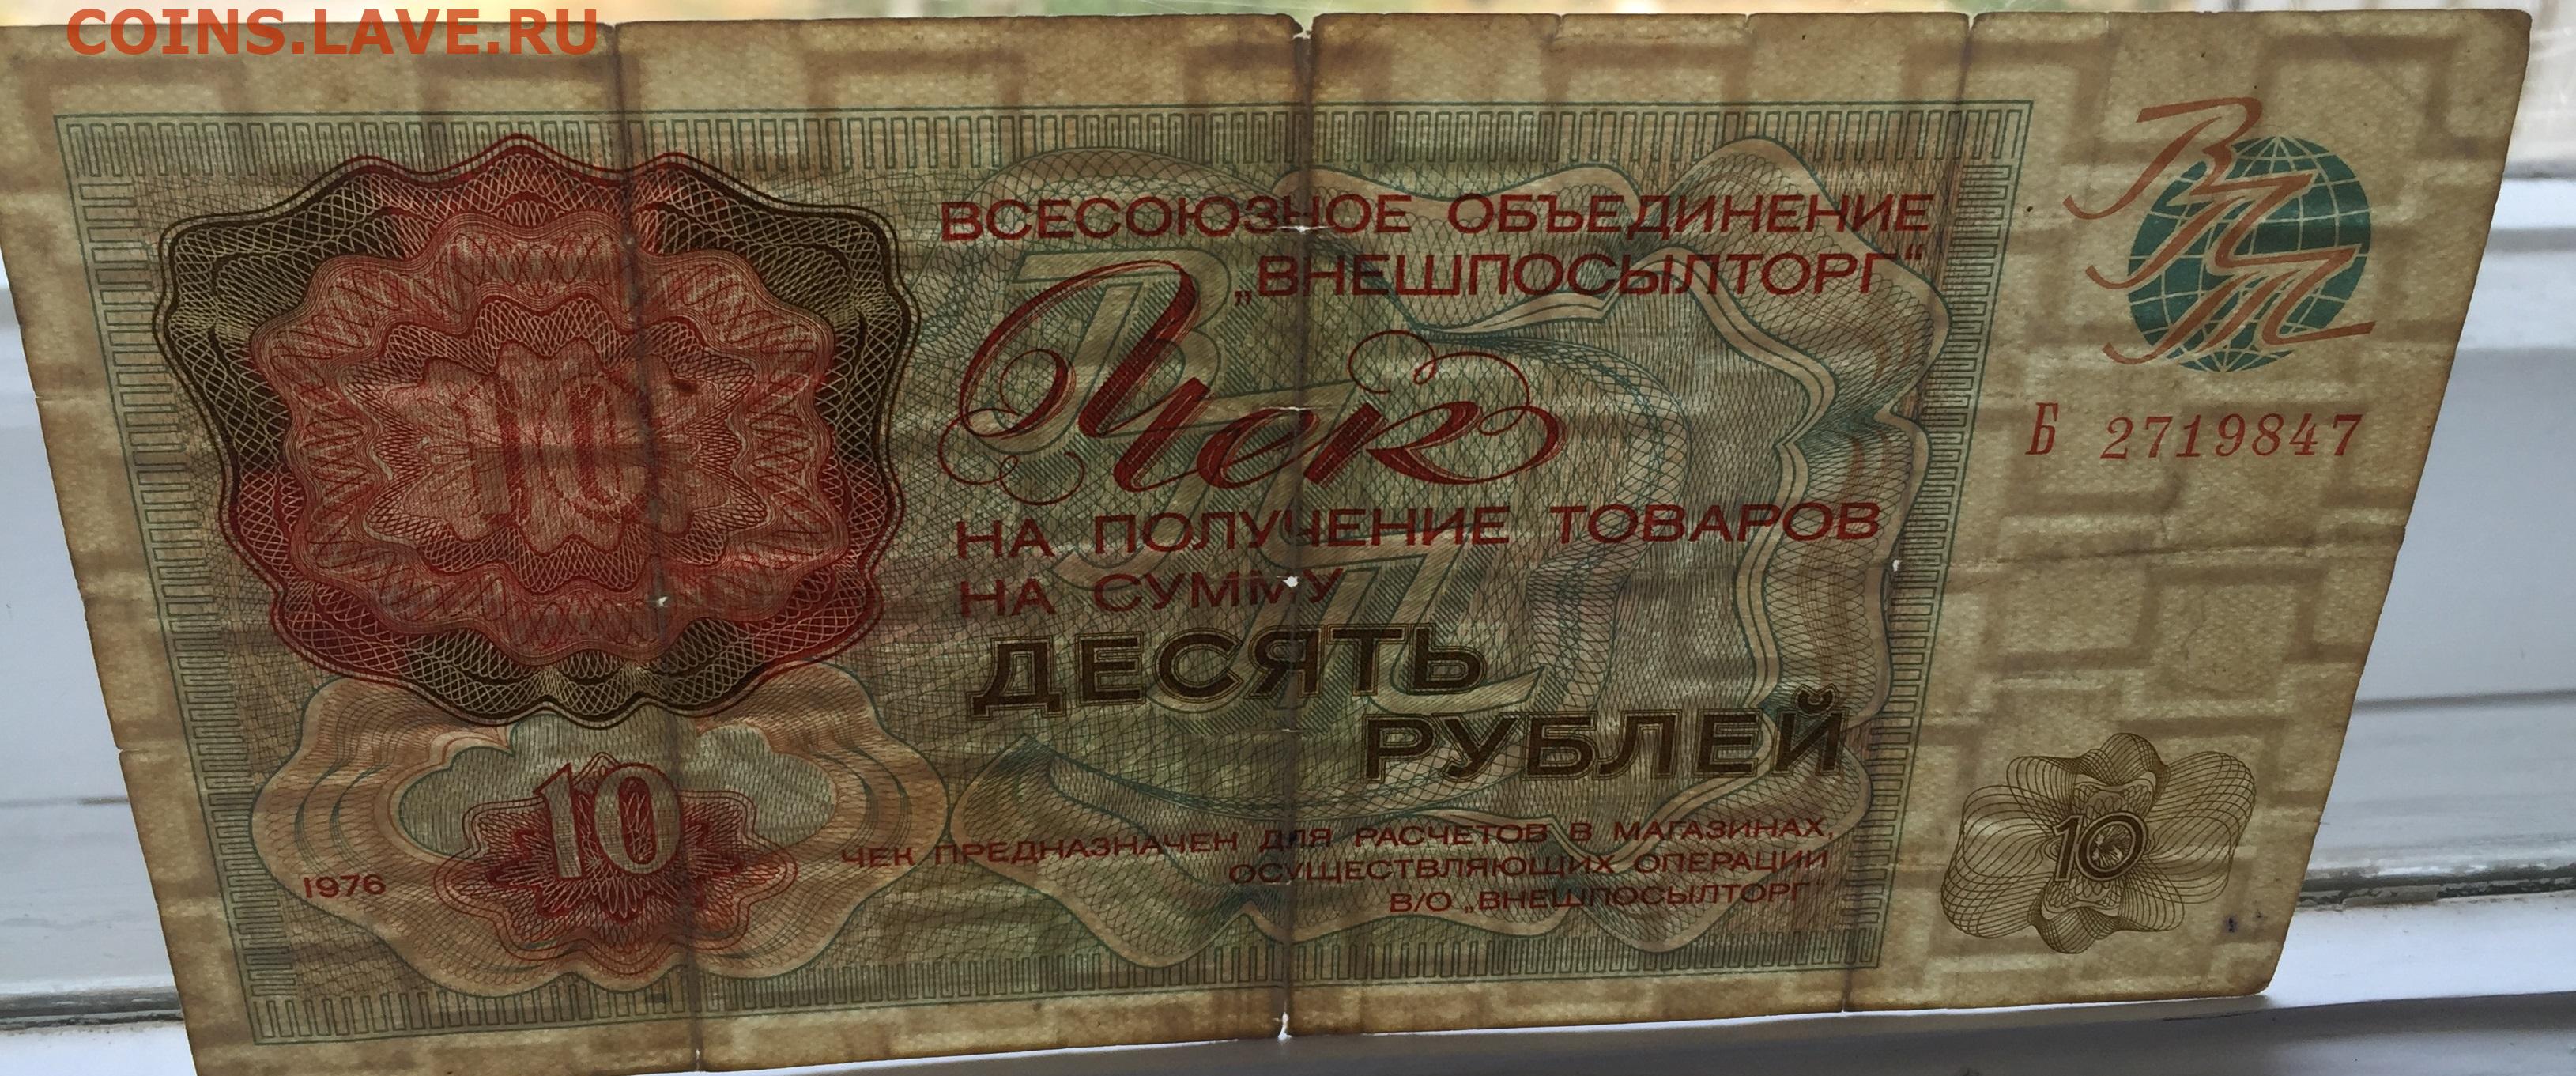 COINS.LAVE.RU
ВСЕСОЮЗНОЕ ОБЪЕДИНЕНИЕ
„ВНЕШПОСЫЛТОРГ“
ВПТ
Чек
Б 2719847
10
НА ПОЛУЧЕНИЕ ТОВАРОВ
НА СУММУ
ДЕСЯТЬ
РУБЛЕЙ
10
10
ЧЕК ПРЕДНАЗНАЧЕН ДЛЯ РАСЧЕТОВ В МАГАЗИНАХ,
ОСУЩЕСТВЛЯЮЩИХ ОПЕРАЦИИ
В/О „ВНЕШПОСЫЛТОРГ“
1976